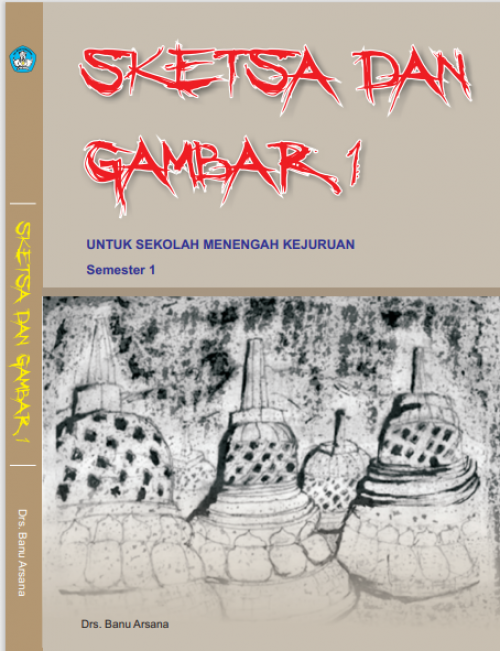 SKETSA DAN
GAMBAR 1
UNTUK SEKOLAH MENENGAH KEJURUAN
Semester 1
Drs. Banu Arsana
SKETSA DAN GAMBAR 1
Drs. Banu Arsana